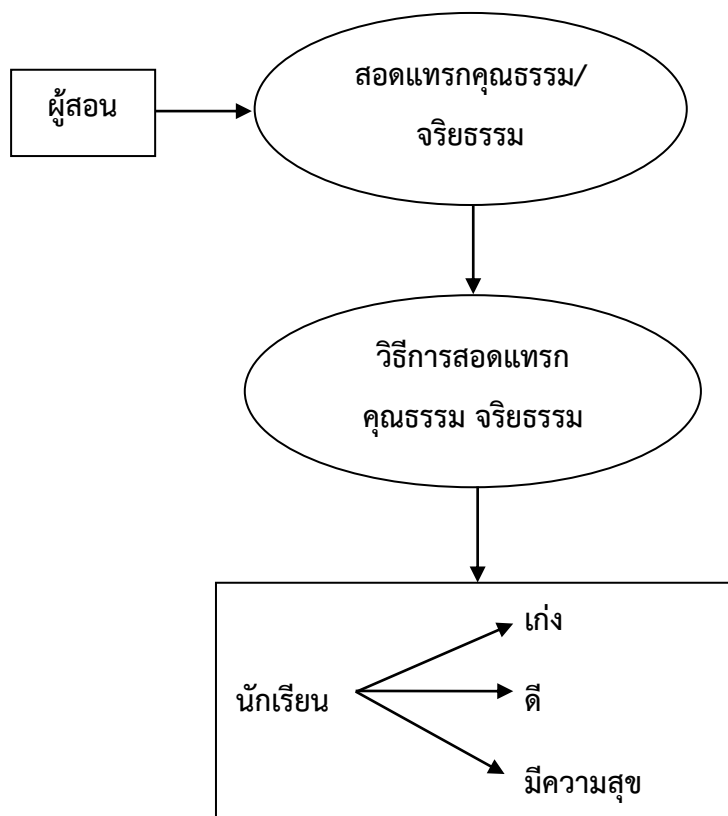 ผู้สอน
สอดแทรกคุณธรรม/
จริยธรรม
วิธีการสอดแทรก
คุณธรรม จริยธรรม
นักเรียน
เก่ง
ดี
มีความสุข